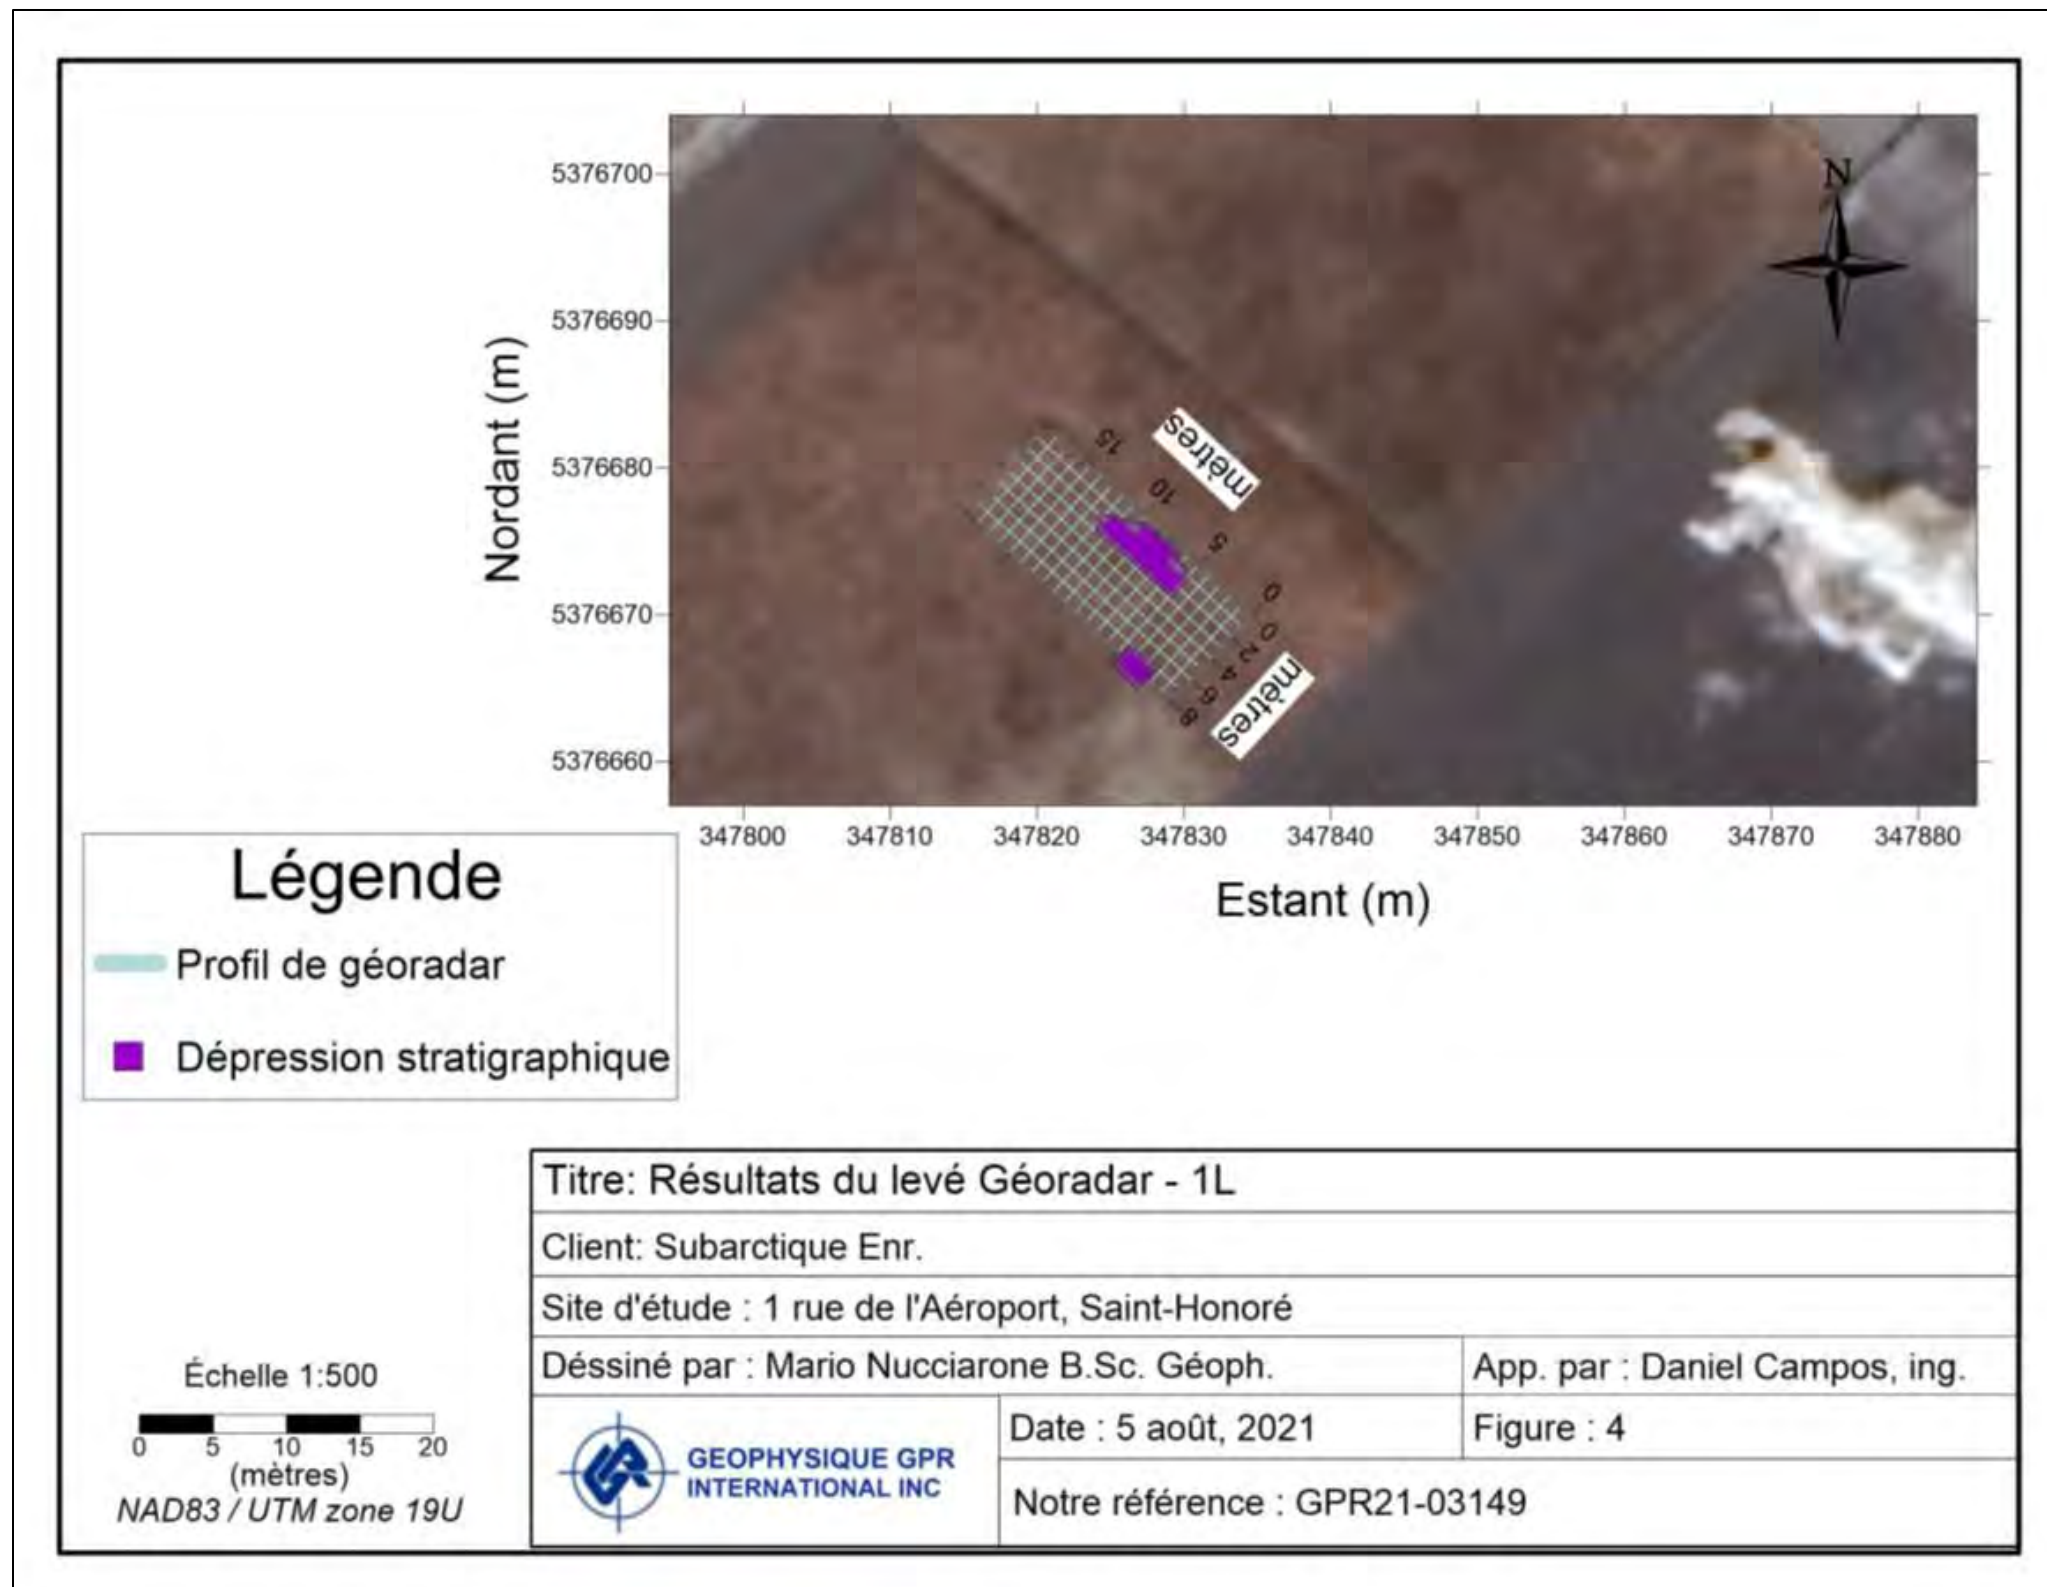 5376700
5376690
5376680
5376670
5376660
Nordant (m)
N
15
10
5
0
mètres
0
2
4
6
8
mètres
347800 347810 347820 347830 347840 347850 347860 347870 347880
Estant (m)
Légende
Profil de géoradar
Dépression stratigraphique
Titre: Résultats du levé Géoradar - 1L
Client: Subarctique Enr.
Site d'étude : 1 rue de l'Aéroport, Saint-Honoré
Déssiné par : Mario Nucciarone B.Sc. Géoph.
App. par : Daniel Campos, ing.
Date : 5 août, 2021
Figure : 4
Notre référence : GPR21-03149
GEOPHYSIQUE GPR
INTERNATIONAL INC
Échelle 1:500
0 5 10 15 20
(mètres)
NAD83 / UTM zone 19U